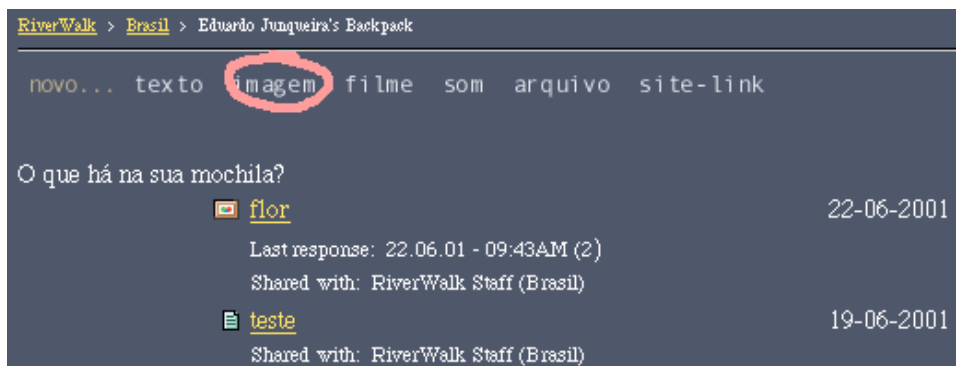 RiverWalk > Brasil > Eduardo Junqueira's Backpack
novo... texto imagem filme som arquivo site-link
O que há na sua mochila?
flor 22-06-2001
Last response: 22.06.01 - 09:43AM (2)
Shared with: RiverWalk Staff (Brasil)
teste 19-06-2001
Shared with: RiverWalk Staff (Brasil)